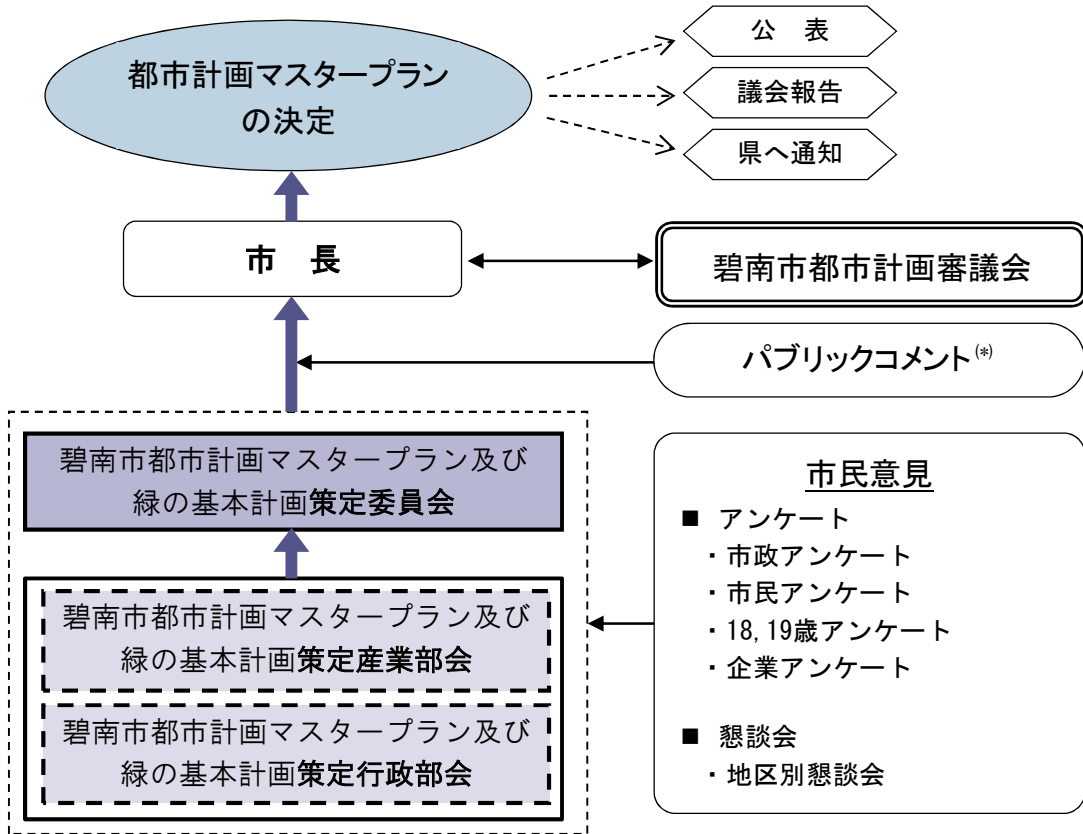 都市計画マスタープラン
の決定
公　表
議会報告
県へ通知
市　長
碧南市都市計画審議会
パブリックコメント(*)
碧南市都市計画マスタープラン及び
緑の基本計画策定委員会
碧南市都市計画マスタープラン及び
緑の基本計画策定産業部会
碧南市都市計画マスタープラン及び
緑の基本計画策定行政部会
市民意見
■ アンケート
・市政アンケート
・市民アンケート
・18,19歳アンケート
・企業アンケート
■ 懇談会
・地区別懇談会